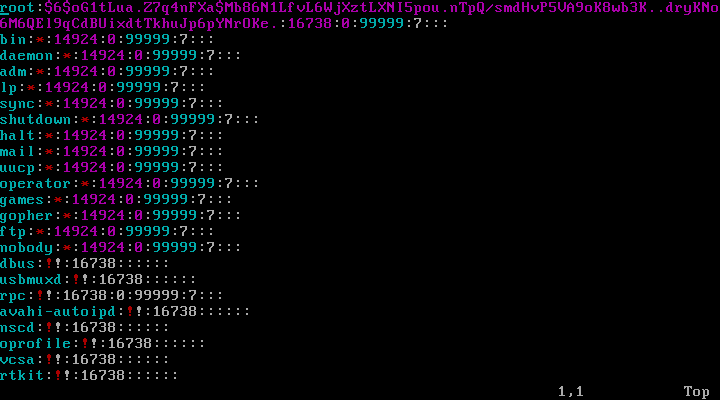 root:$6$oG1tLua.Z7q4nFXa$Mb86N1LfvL6WjXztLXNI5pou.nTpQ/smdHvP5VA9oK8wb3K..dryKNo
6M6QEl9qCdBUixdtTkhuJp6pYNrOKe.:16738:0:99999:7:::
bin:*:14924:0:99999:7:::
daemon:*:14924:0:99999:7:::
adm:*:14924:0:99999:7:::
lp:*:14924:0:99999:7:::
sync:*:14924:0:99999:7:::
shutdown:*:14924:0:99999:7:::
halt:*:14924:0:99999:7:::
mail:*:14924:0:99999:7:::
uucp:*:14924:0:99999:7:::
operator:*:14924:0:99999:7:::
games:*:14924:0:99999:7:::
gopher:*:14924:0:99999:7:::
ftp:*:14924:0:99999:7:::
nobody:*:14924:0:99999:7:::
dbus:!!:16738::::::
usbmuxd:!!:16738::::::
rpc:!!:16738:0:99999:7:::
avahi-autoipd:!!:16738::::::
nscd:!!:16738::::::
oprofile:!!:16738::::::
vcsa:!!:16738::::::
rtkit:!!:16738::::::
1,1 Top